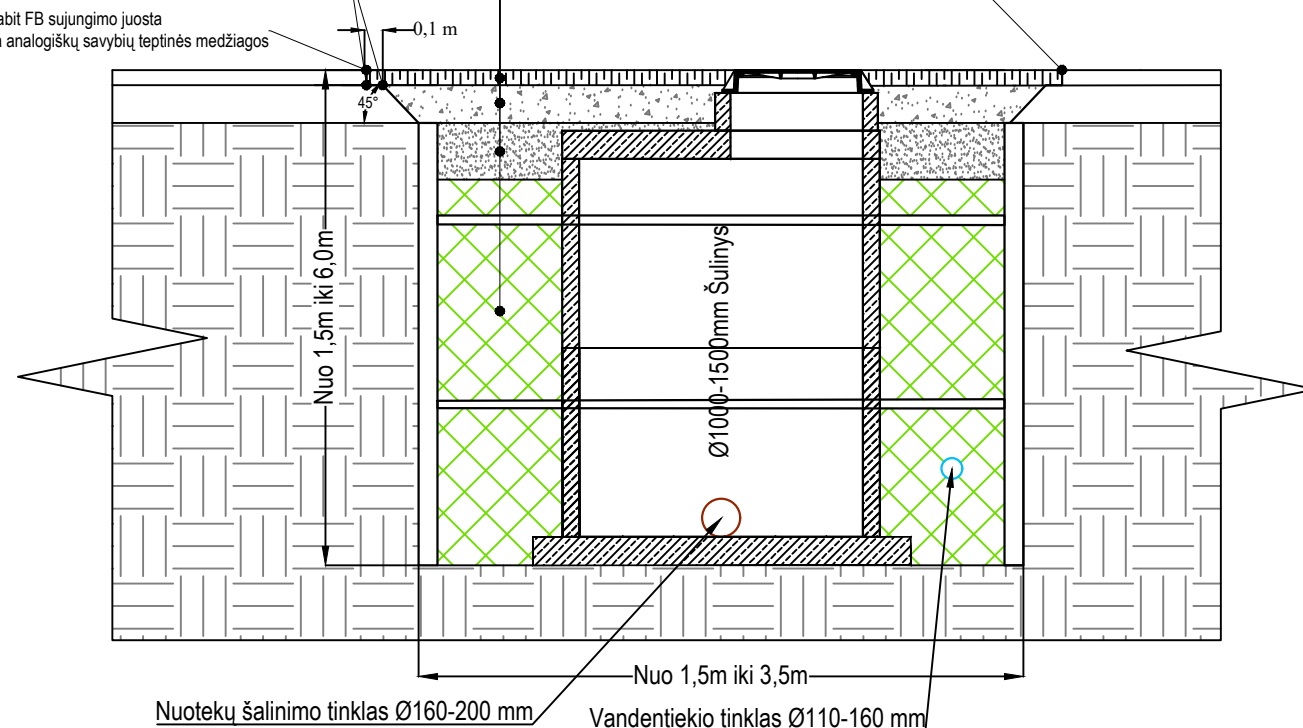 FB sujungimo juosta
analogiškų savybių teptinės medžiagos
0,1 m
45°
Nuo 1,5m iki 6,0m
Ø1000-1500mm Šulinys
Nuo 1,5m iki 3,5m
Nuotekų šalinimo tinklas Ø160-200 mm
Vandentiekio tinklas Ø110-160 mm